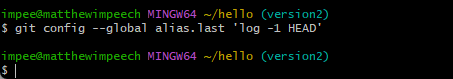 impee@matthewimpeech MINGW64 ~/hello (version2)
$ git config --global alias.last 'log -1 HEAD'
impee@matthewimpeech MINGW64 ~/hello (version2)
$